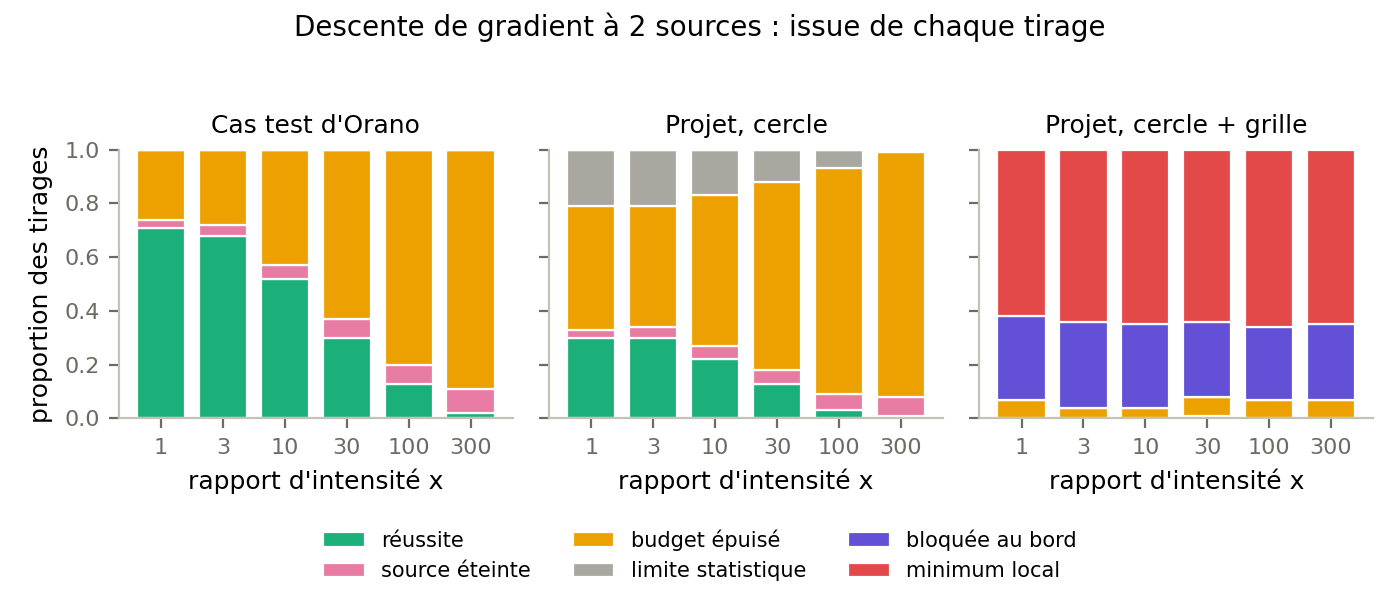 Descente de gradient à 2 sources : issue de chaque tirage
Cas test d'Orano
Projet, cercle
Projet, cercle + grille
proportion des tirages
1.0
0.8
0.6
0.4
0.2
0.0
1 3 10 30 100 300
1 3 10 30 100 300
1 3 10 30 100 300
rapport d'intensité x
rapport d'intensité x
rapport d'intensité x
réussite
source éteinte
budget épuisé
limite statistique
bloquée au bord
minimum local